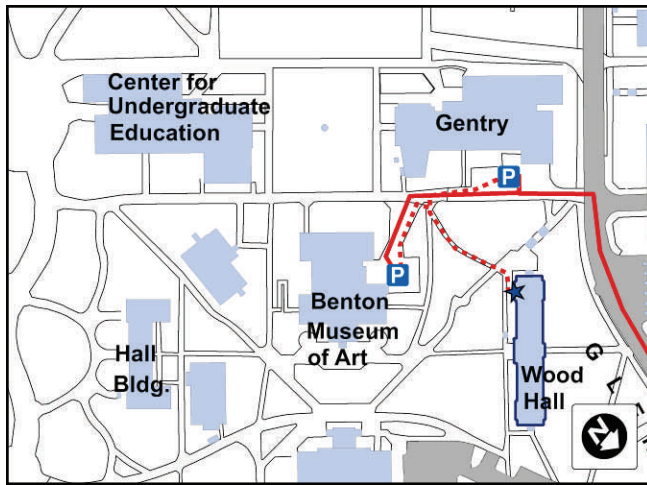 Center for
Undergraduate
Education
Gentry
P
P
Benton
Museum
of Art
Hall
Bldg.
Wood
Hall
G L E
N